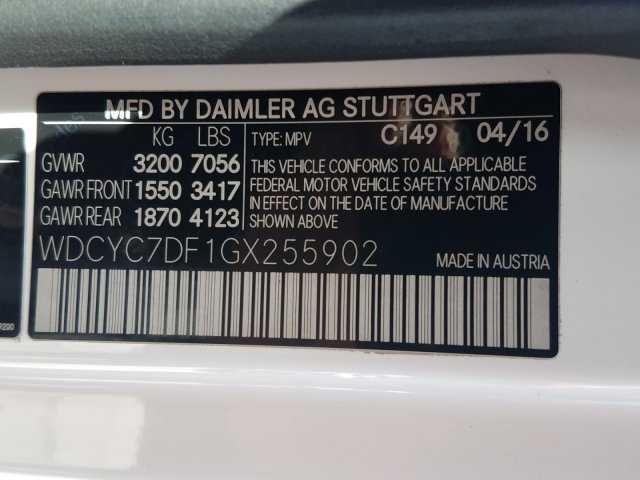 MFD BY DAIMLER AG STUTTGART
KG LBS TYPE: MPV C149 04/16
GVWR 3200 7056 THIS VEHICLE CONFORMS TO ALL APPLICABLE
GAWR FRONT 1550 3417 FEDERAL MOTOR VEHICLE SAFETY STANDARDS
GAWR REAR 1870 4123 IN EFFECT ON THE DATE OF MANUFACTURE
SHOWN ABOVE
WDCYC7DF1GX255902 MADE IN AUSTRIA